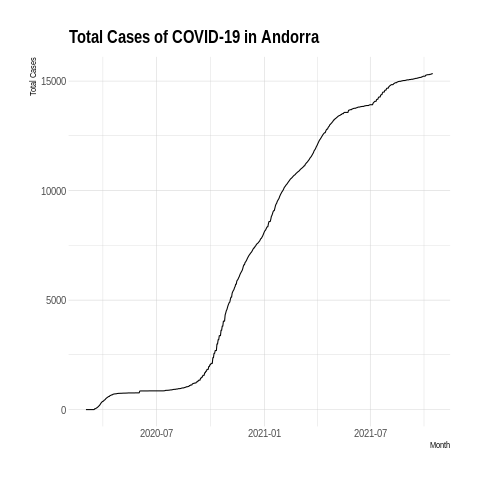 Total Cases of COVID-19 in Andorra
Total Cases
15000
10000
5000
0
2020-07
2021-01
2021-07
Month